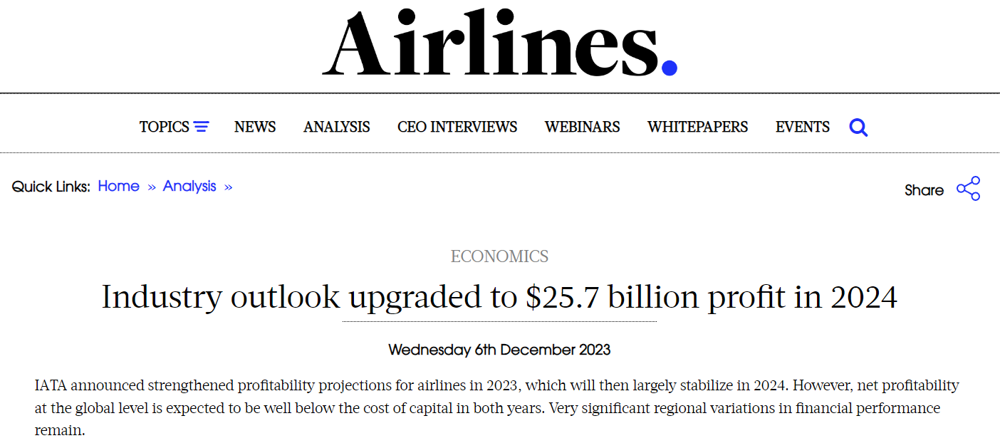 Airlines.
TOPICS NEWS ANALYSIS CEO INTERVIEWS WEBINARS WHITEPAPERS EVENTS
Quick Links: Home » Analysis »
Share
ECONOMICS
Industry outlook upgraded to $25.7 billion profit in 2024
Wednesday 6th December 2023
IATA announced strengthened profitability projections for airlines in 2023, which will then largely stabilize in 2024. However, net profitability
at the global level is expected to be well below the cost of capital in both years. Very significant regional variations in financial performance
remain.